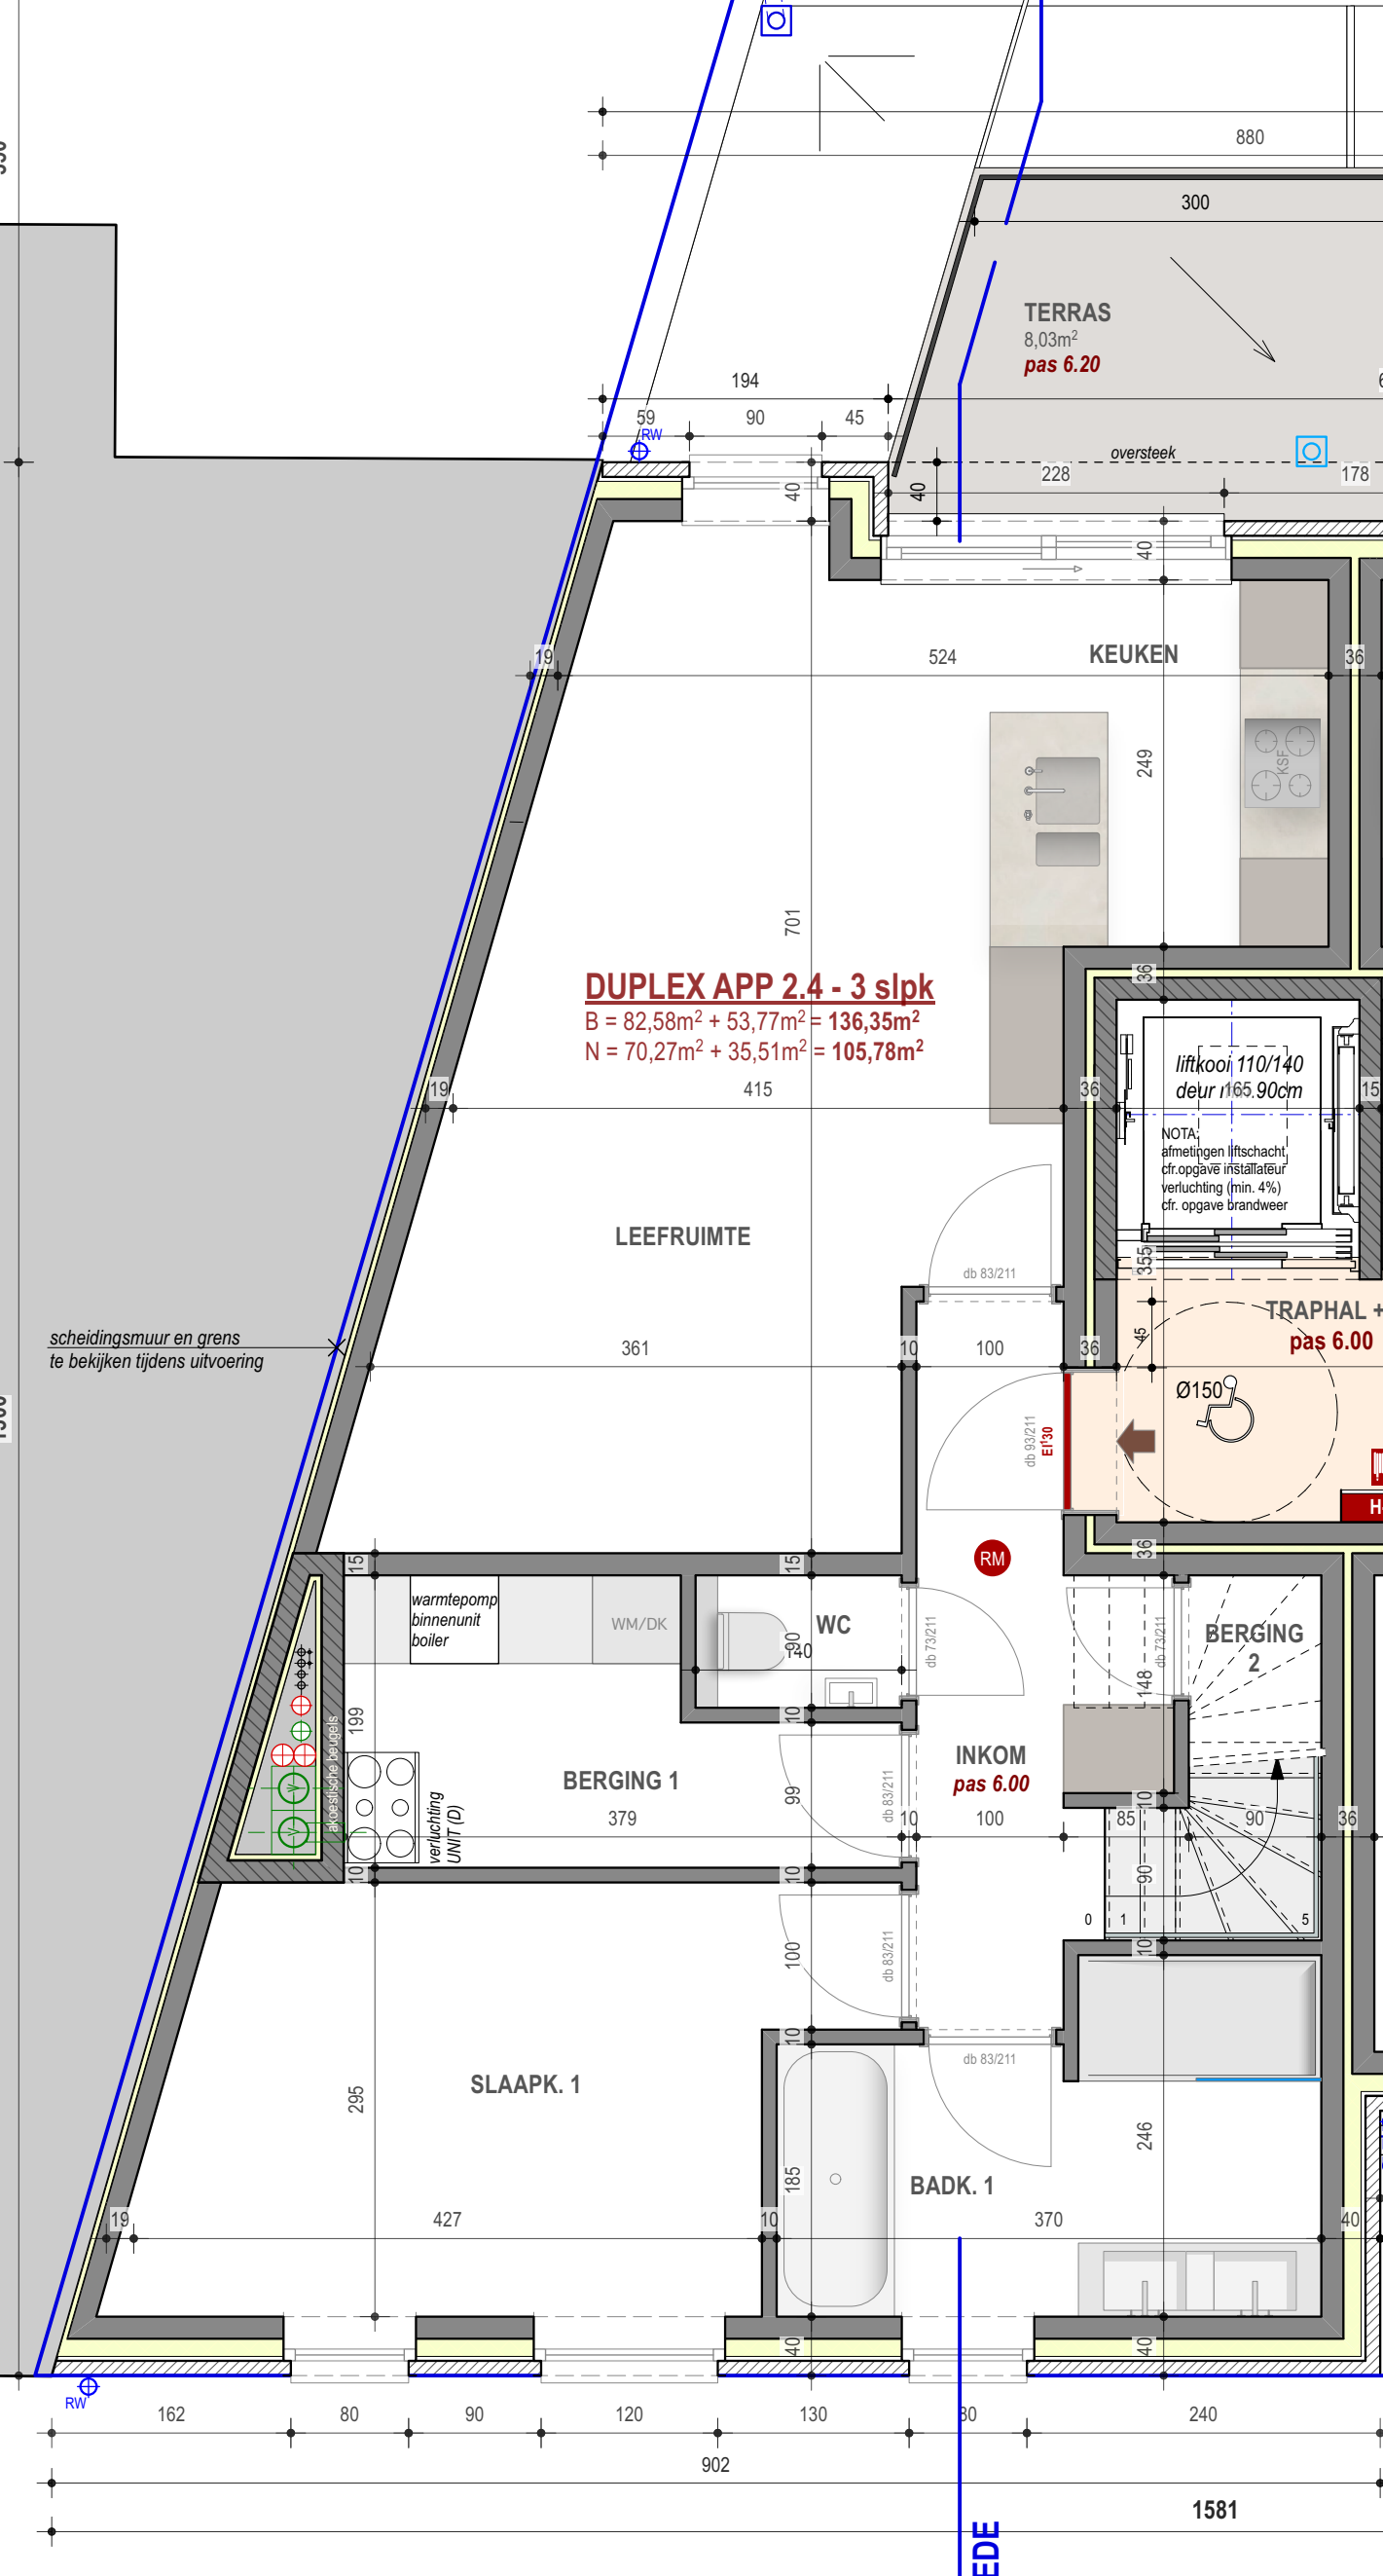 880
300
TERRAS
8,03m²
pas 6.20
194
59
90
45
RW
oversteek
40
40
228
178
40
19
524
KEUKEN
36
249
KSF
701
DUPLEX APP 2.4 - 3 slpk
B = 82,58m² + 53,77m² = 136,35m²
N = 70,27m² + 35,51m² = 105,78m²
36
liftkooi 110/140
deur min.90cm
165
19
415
36
15
NOTA:
afmetingen liftschacht
cfr.opgave installateur
verluchting (min. 4%)
cfr. opgave brandweer
LEEFRUIMTE
355
db 83/211
TRAPHAL +
pas 6.00
scheidingsmuur en grens
te bekijken tijdens uitvoering
361
10
100
36
45
Ø150
db 93/211
EI¹30
H
RM
15
15
36
warmtepomp
binnenunit
boiler
WM/DK
WC
90
140
db 73/211
db 73/211
BERGING
2
148
199
10
akoestische beugels
INKOM
pas 6.00
BERGING 1
379
verluchting
UNIT (D)
99
db 83/211
10
100
10
85
90
36
10
10
90
0
1
5
100
db 83/211
10
10
db 83/211
SLAAPK. 1
295
185
BADK. 1
246
19
427
10
370
40
40
40
RW
162
80
90
120
130
80
240
902
1581
EDE